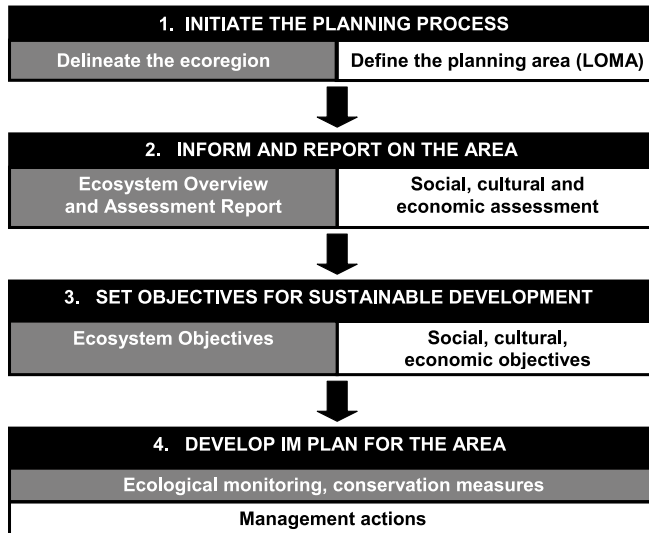 1. INITIATE THE PLANNING PROCESS
Delineate the ecoregion
Define the planning area (LOMA)
2. INFORM AND REPORT ON THE AREA
Ecosystem Overview
and Assessment Report
Social, cultural and
economic assessment
3. SET OBJECTIVES FOR SUSTAINABLE DEVELOPMENT
Ecosystem Objectives
Social, cultural,
economic objectives
4. DEVELOP IM PLAN FOR THE AREA
Ecological monitoring, conservation measures
Management actions